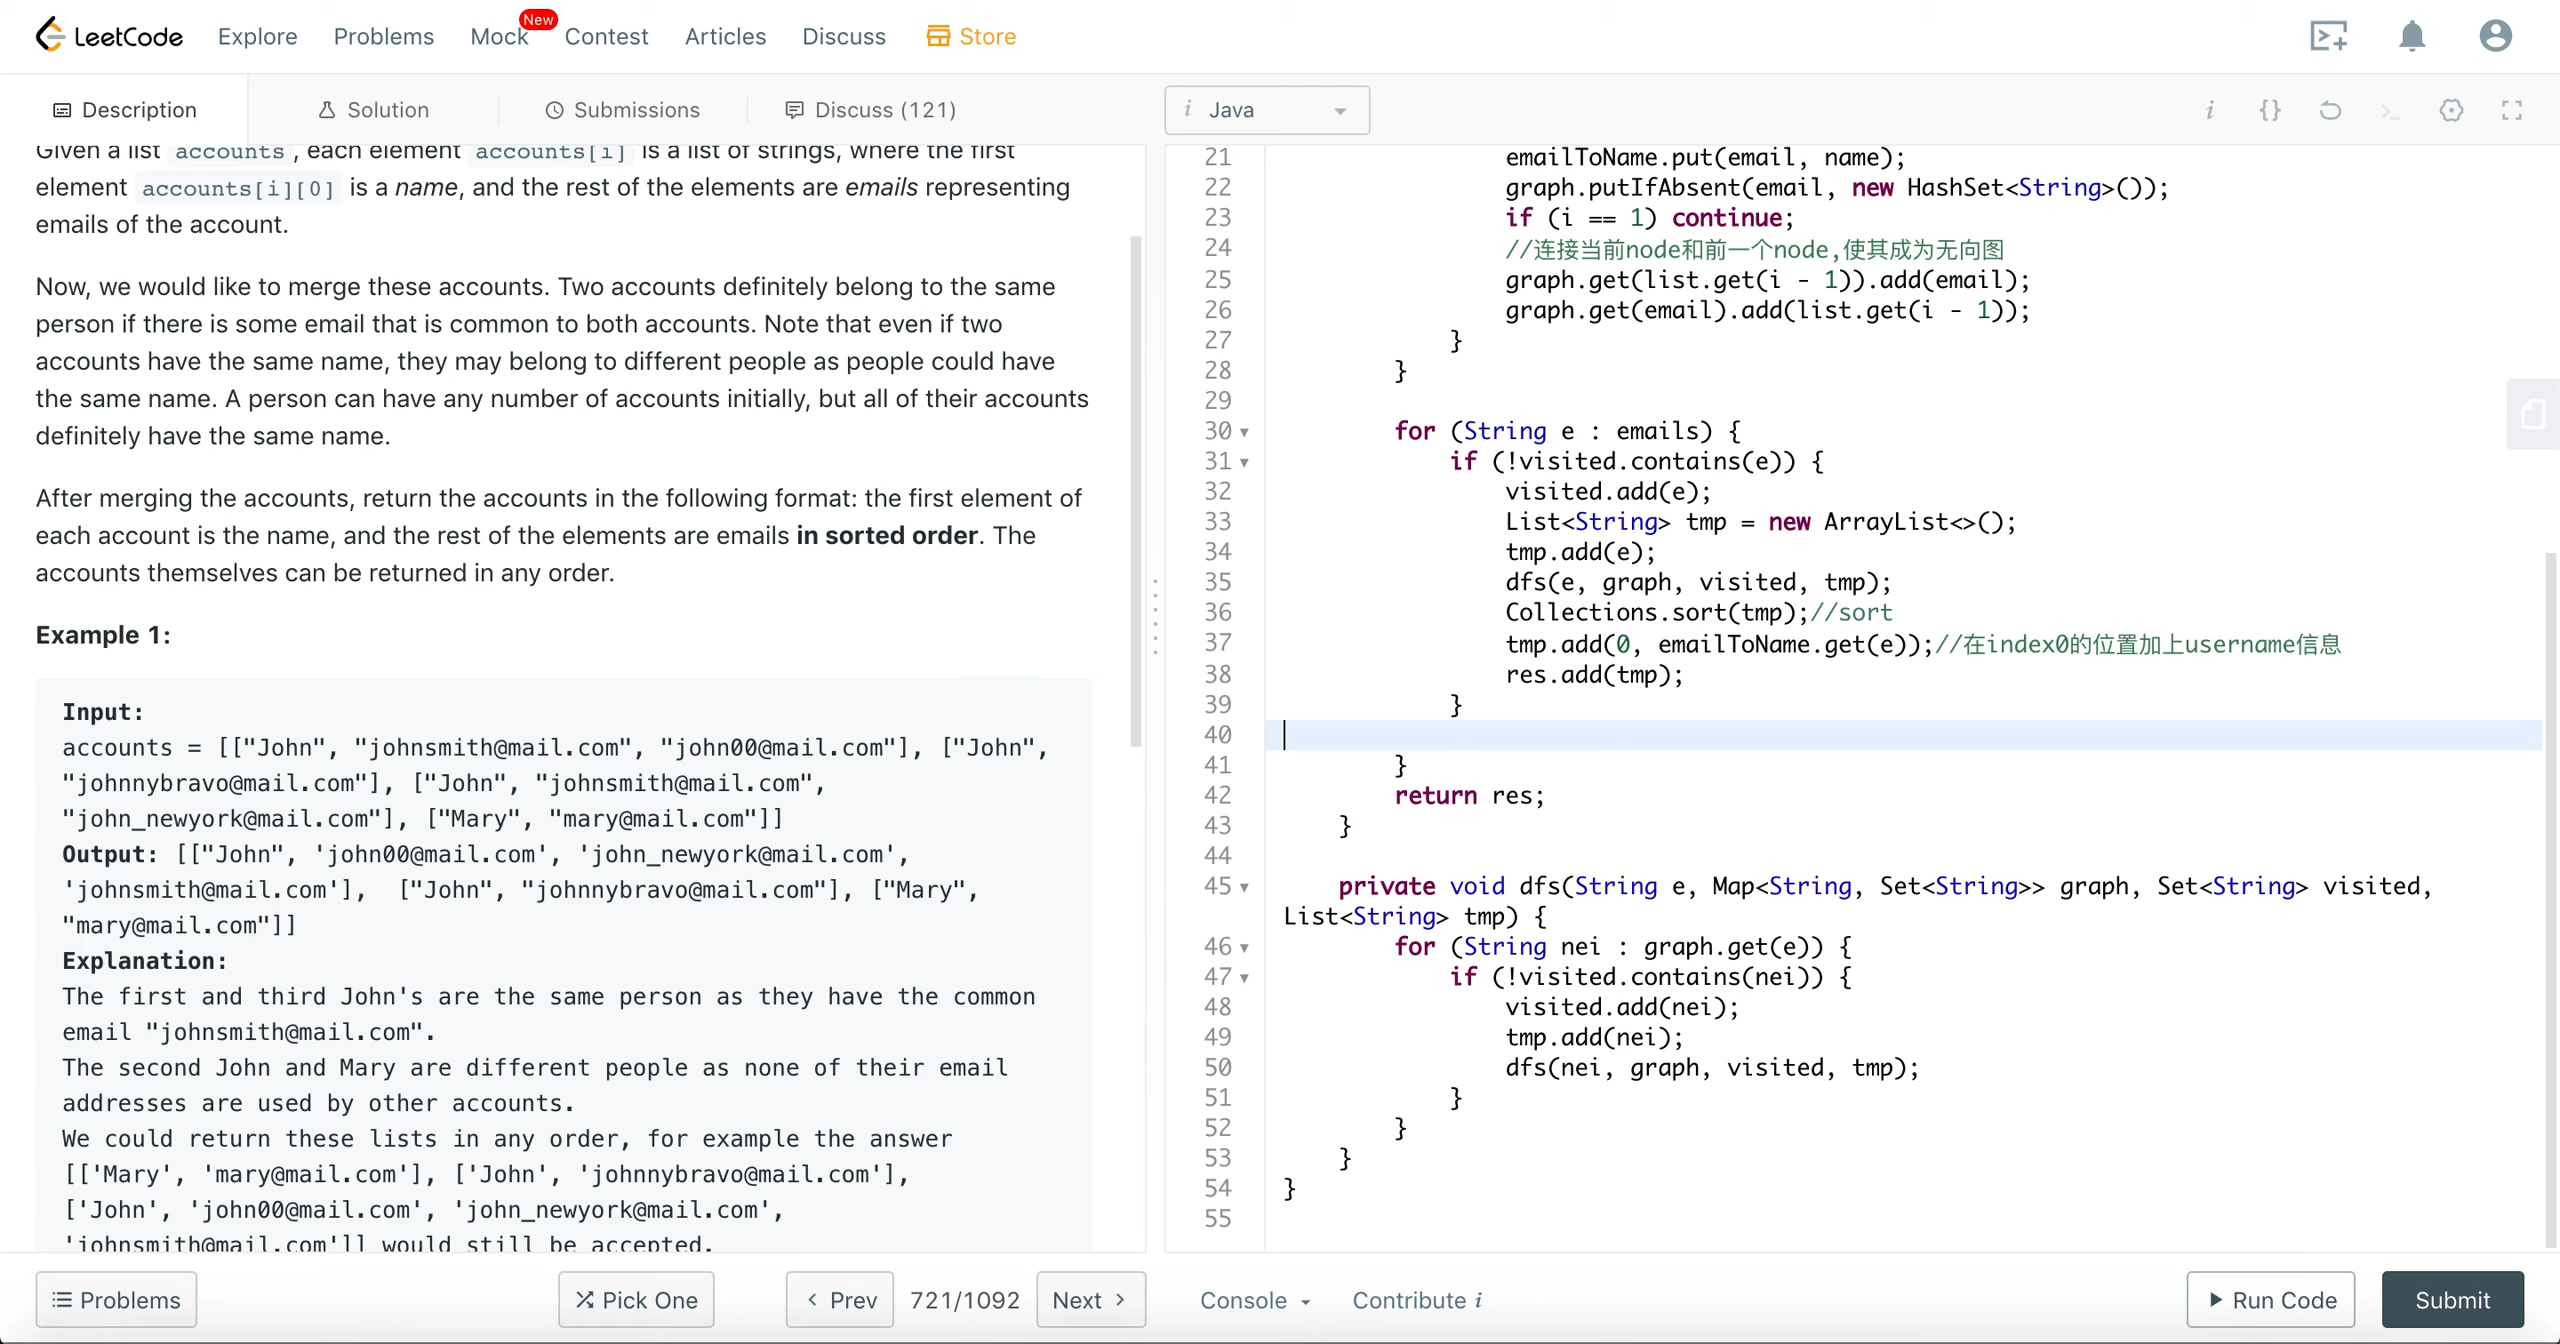 LeetCode Explore Problems Mock New Contest Articles Discuss Store
Description Solution Submissions Discuss (121) i Java
Given a list accounts, each element accounts[i] is a list of strings, where the first
element accounts[i][0] is a name, and the rest of the elements are emails representing
emails of the account.
Now, we would like to merge these accounts. Two accounts definitely belong to the same
person if there is some email that is common to both accounts. Note that even if two
accounts have the same name, they may belong to different people as people could have
the same name. A person can have any number of accounts initially, but all of their accounts
definitely have the same name.
After merging the accounts, return the accounts in the following format: the first element of
each account is the name, and the rest of the elements are emails in sorted order. The
accounts themselves can be returned in any order.
Example 1:
Input:
accounts = [["John", "johnsmith@mail.com", "john00@mail.com"], ["John",
"johnnybravo@mail.com"], ["John", "johnsmith@mail.com",
"john_newyork@mail.com"], ["Mary", "mary@mail.com"]]
Output: [["John", 'john00@mail.com', 'john_newyork@mail.com',
'johnsmith@mail.com'],  ["John", "johnnybravo@mail.com"], ["Mary",
"mary@mail.com"]]
Explanation:
The first and third John's are the same person as they have the common
email "johnsmith@mail.com".
The second John and Mary are different people as none of their email
addresses are used by other accounts.
We could return these lists in any order, for example the answer
[['Mary', 'mary@mail.com'], ['John', 'johnnybravo@mail.com'],
['John', 'john00@mail.com', 'john_newyork@mail.com',
'johnsmith@mail.com']] would still be accepted.
21 emailToName.put(email, name);
22 graph.putIfAbsent(email, new HashSet<String>());
23 if (i == 1) continue;
24 //连接当前node和前一个node,使其成为无向图
25 graph.get(list.get(i - 1)).add(email);
26 graph.get(email).add(list.get(i - 1));
27 }
28 }
29
30 for (String e : emails) {
31 if (!visited.contains(e)) {
32 visited.add(e);
33 List<String> tmp = new ArrayList<>();
34 tmp.add(e);
35 dfs(e, graph, visited, tmp);
36 Collections.sort(tmp);//sort
37 tmp.add(0, emailToName.get(e));//在index0的位置加上username信息
38 res.add(tmp);
39 }
40
41 }
42 return res;
43 }
44
45 private void dfs(String e, Map<String, Set<String>> graph, Set<String> visited,
List<String> tmp) {
46 for (String nei : graph.get(e)) {
47 if (!visited.contains(nei)) {
48 visited.add(nei);
49 tmp.add(nei);
50 dfs(nei, graph, visited, tmp);
51 }
52 }
53 }
54 }
55
Problems Pick One Prev 721/1092 Next Console Contribute i Run Code Submit